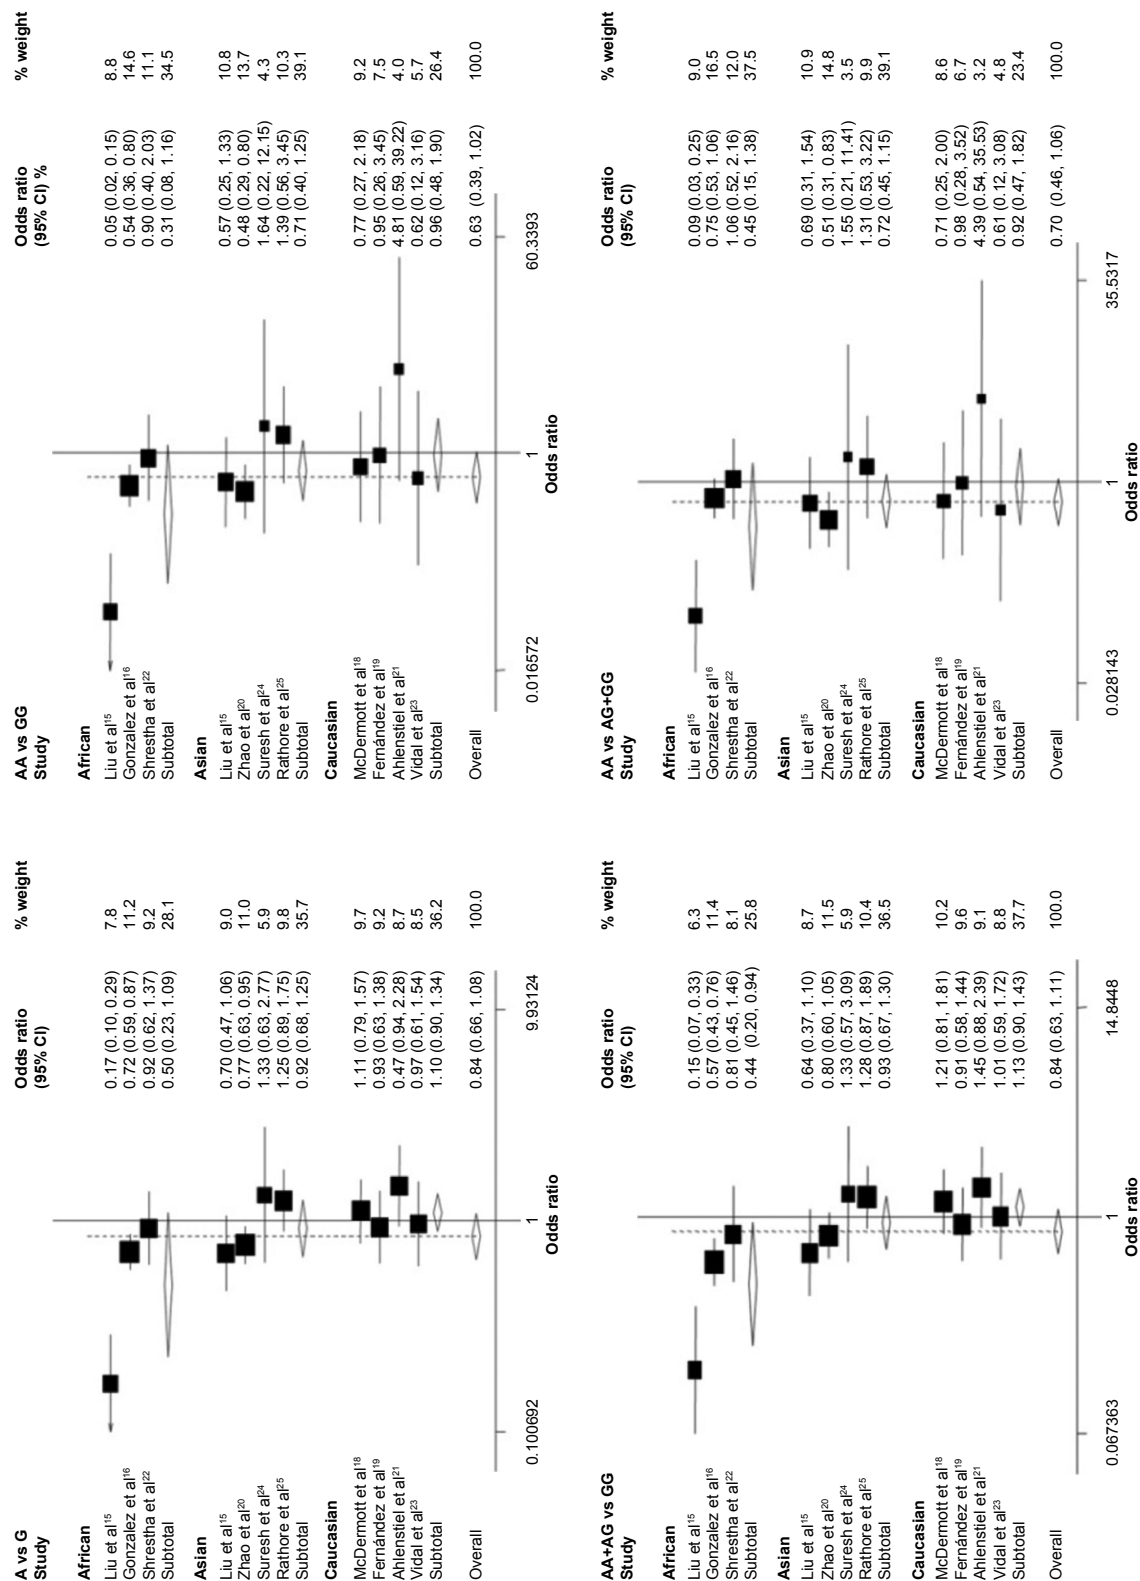 A vs G
Study Odds ratio (95% CI) % weight
African
Liu et al15 0.17 (0.10, 0.29) 7.8
Gonzalez et al16 0.72 (0.59, 0.87) 11.2
Shrestha et al22 0.92 (0.62, 1.37) 9.2
Subtotal 0.50 (0.23, 1.09) 28.1
Asian
Liu et al15 0.70 (0.47, 1.06) 9.0
Zhao et al20 0.77 (0.63, 0.95) 11.0
Suresh et al24 1.33 (0.63, 2.77) 5.9
Rathore et al25 1.25 (0.89, 1.75) 9.8
Subtotal 0.92 (0.68, 1.25) 35.7
Caucasian
McDermott et al18 1.11 (0.79, 1.57) 9.7
Fernández et al19 0.93 (0.63, 1.38) 9.2
Ahlenstiel et al21 0.47 (0.94, 2.28) 8.7
Vidal et al23 0.97 (0.61, 1.54) 8.5
Subtotal 1.10 (0.90, 1.34) 36.2
Overall 0.84 (0.66, 1.08) 100.0
0.100692 1 9.93124
Odds ratio
AA vs GG
Study Odds ratio (95% CI) % % weight
African
Liu et al15 0.05 (0.02, 0.15) 8.8
Gonzalez et al16 0.54 (0.36, 0.80) 14.6
Shrestha et al22 0.90 (0.40, 2.03) 11.1
Subtotal 0.31 (0.08, 1.16) 34.5
Asian
Liu et al15 0.57 (0.25, 1.33) 10.8
Zhao et al20 0.48 (0.29, 0.80) 13.7
Suresh et al24 1.64 (0.22, 12.15) 4.3
Rathore et al25 1.39 (0.56, 3.45) 10.3
Subtotal 0.71 (0.40, 1.25) 39.1
Caucasian
McDermott et al18 0.77 (0.27, 2.18) 9.2
Fernández et al19 0.95 (0.26, 3.45) 7.5
Ahlenstiel et al21 4.81 (0.59, 39.22) 4.0
Vidal et al23 0.62 (0.12, 3.16) 5.7
Subtotal 0.96 (0.48, 1.90) 26.4
Overall 0.63 (0.39, 1.02) 100.0
0.016572 1 60.3393
Odds ratio
AA+AG vs GG
Study Odds ratio (95% CI) % weight
African
Liu et al15 0.15 (0.07, 0.33) 6.3
Gonzalez et al16 0.57 (0.43, 0.76) 11.4
Shrestha et al22 0.81 (0.45, 1.46) 8.1
Subtotal 0.44 (0.20, 0.94) 25.8
Asian
Liu et al15 0.64 (0.37, 1.10) 8.7
Zhao et al20 0.80 (0.60, 1.05) 11.5
Suresh et al24 1.33 (0.57, 3.09) 5.9
Rathore et al25 1.28 (0.87, 1.89) 10.4
Subtotal 0.93 (0.67, 1.30) 36.5
Caucasian
McDermott et al18 1.21 (0.81, 1.81) 10.2
Fernández et al19 0.91 (0.58, 1.44) 9.6
Ahlenstiel et al21 1.45 (0.88, 2.39) 9.1
Vidal et al23 1.01 (0.59, 1.72) 8.8
Subtotal 1.13 (0.90, 1.43) 37.7
Overall 0.84 (0.63, 1.11) 100.0
0.067363 1 14.8448
Odds ratio
AA vs AG+GG
Study Odds ratio (95% CI) % weight
African
Liu et al15 0.09 (0.03, 0.25) 9.0
Gonzalez et al16 0.75 (0.53, 1.06) 16.5
Shrestha et al22 1.06 (0.52, 2.16) 12.0
Subtotal 0.45 (0.15, 1.38) 37.5
Asian
Liu et al15 0.69 (0.31, 1.54) 10.9
Zhao et al20 0.51 (0.31, 0.83) 14.8
Suresh et al24 1.55 (0.21, 11.41) 3.5
Rathore et al25 1.31 (0.53, 3.22) 9.9
Subtotal 0.72 (0.45, 1.15) 39.1
Caucasian
McDermott et al18 0.71 (0.25, 2.00) 8.6
Fernández et al19 0.98 (0.28, 3.52) 6.7
Ahlenstiel et al21 4.39 (0.54, 35.53) 3.2
Vidal et al23 0.61 (0.12, 3.08) 4.8
Subtotal 0.92 (0.47, 1.82) 23.4
Overall 0.70 (0.46, 1.06) 100.0
0.028143 1 35.5317
Odds ratio